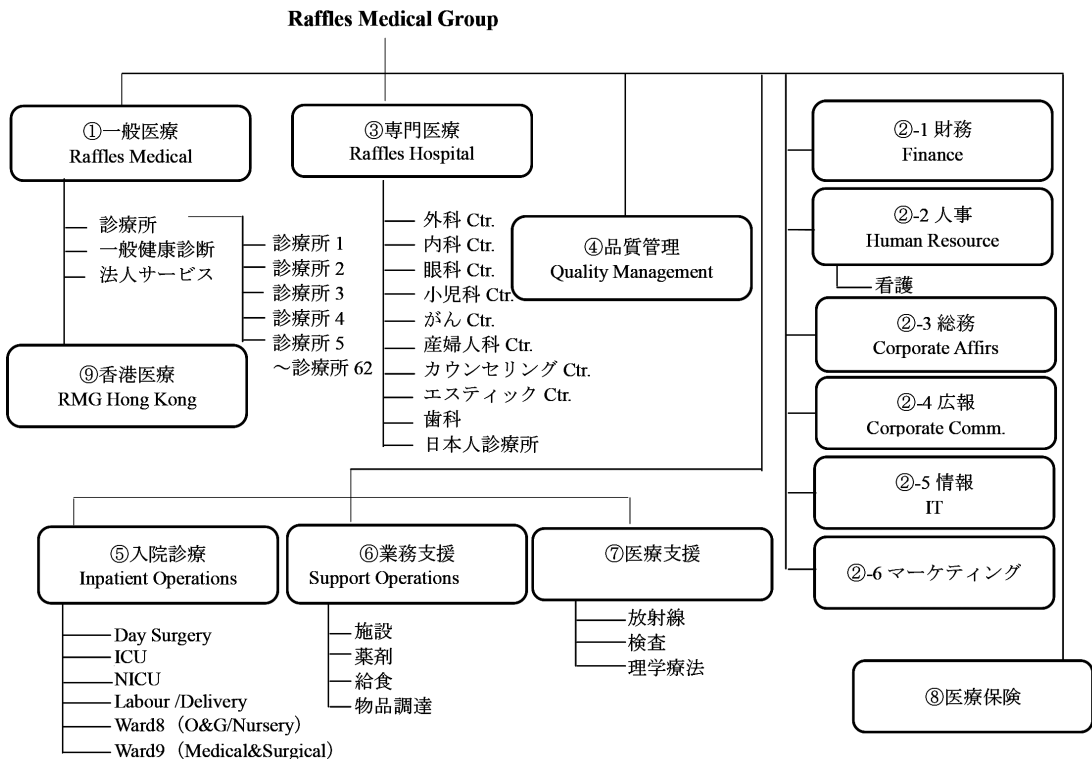 Raffles Medical Group
①一般医療
Raffles Medical
診療所
一般健康診断
法人サービス
診療所 1
診療所 2
診療所 3
診療所 4
診療所 5
～診療所 62
⑨香港医療
RMG Hong Kong
③専門医療
Raffles Hospital
外科 Ctr.
内科 Ctr.
眼科 Ctr.
小児科 Ctr.
がん Ctr.
産婦人科 Ctr.
カウンセリング Ctr.
エスティック Ctr.
歯科
日本人診療所
④品質管理
Quality Management
②-1 財務
Finance
②-2 人事
Human Resource
看護
②-3 総務
Corporate Affirs
②-4 広報
Corporate Comm.
②-5 情報
IT
②-6 マーケティング
⑤入院診療
Inpatient Operations
Day Surgery
ICU
NICU
Labour /Delivery
Ward8（O&G/Nursery）
Ward9（Medical&Surgical）
⑥業務支援
Support Operations
施設
薬剤
給食
物品調達
⑦医療支援
放射線
検査
理学療法
⑧医療保険